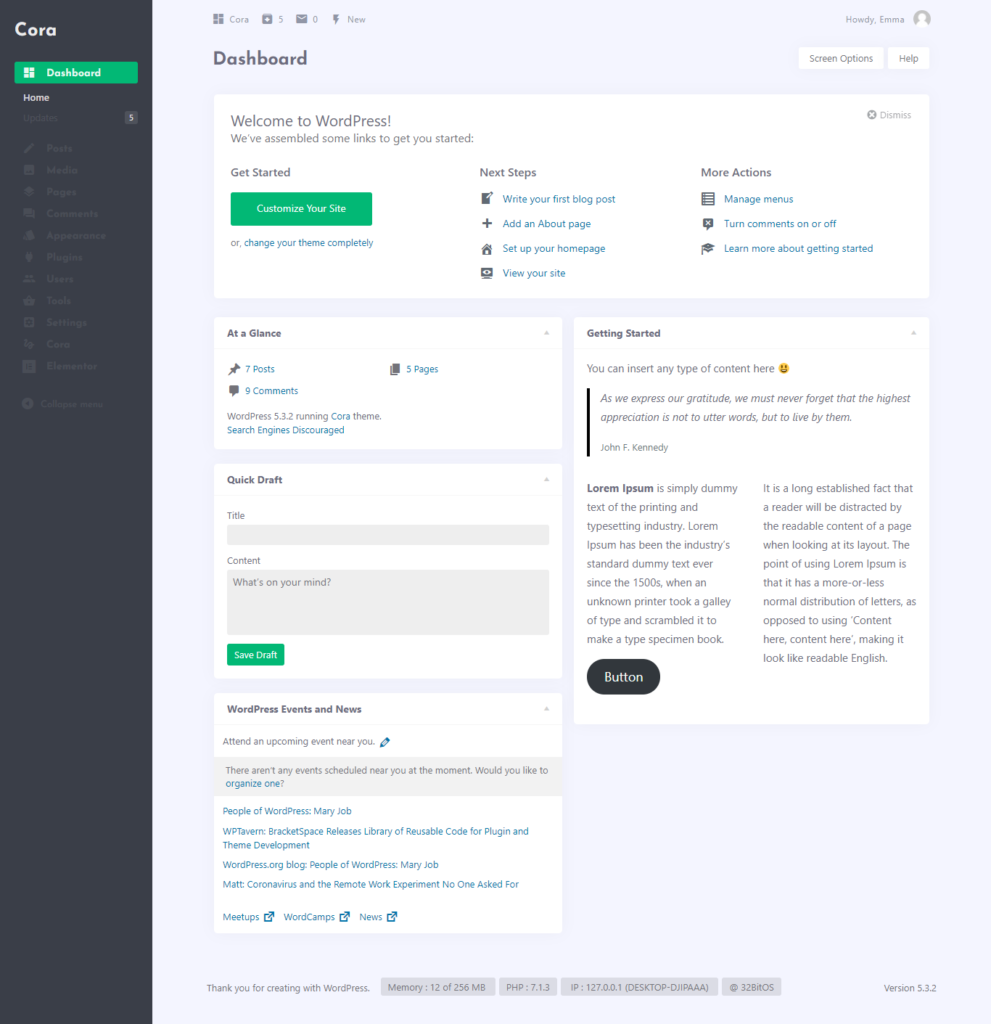 Cora
Dashboard
Home
Updates 5
Posts
Media
Pages
Comments
Appearance
Plugins
Users
Tools
Settings
Cora
Elementor
Collapse menu
Cora 5 0 New
Howdy, Emma
Dashboard
Screen Options Help
Welcome to WordPress!
We've assembled some links to get you started:
Dismiss
Get Started
Customize Your Site
or, change your theme completely
Next Steps
Write your first blog post
Add an About page
Set up your homepage
View your site
More Actions
Manage menus
Turn comments on or off
Learn more about getting started
At a Glance
7 Posts 5 Pages
9 Comments
WordPress 5.3.2 running Cora theme.
Search Engines Discouraged
Quick Draft
Title
Content
What's on your mind?
Save Draft
WordPress Events and News
Attend an upcoming event near you.
There aren't any events scheduled near you at the moment. Would you like to
organize one?
People of WordPress: Mary Job
WPTavern: BracketSpace Releases Library of Reusable Code for Plugin and
Theme Development
WordPress.org blog: People of WordPress: Mary Job
Matt: Coronavirus and the Remote Work Experiment No One Asked For
Meetups WordCamps News
Getting Started
You can insert any type of content here 😃
As we express our gratitude, we must never forget that the highest
appreciation is not to utter words, but to live by them.
John F. Kennedy
Lorem Ipsum is simply dummy
text of the printing and
typesetting industry. Lorem
Ipsum has been the industry's
standard dummy text ever
since the 1500s, when an
unknown printer took a galley
of type and scrambled it to
make a type specimen book.
Button
It is a long established fact that
a reader will be distracted by
the readable content of a page
when looking at its layout. The
point of using Lorem Ipsum is
that it has a more-or-less
normal distribution of letters, as
opposed to using 'Content
here, content here', making it
look like readable English.
Thank you for creating with WordPress. Memory : 12 of 256 MB PHP : 7.1.3 IP : 127.0.0.1 (DESKTOP-DJIPAAA) @ 32BitOS Version 5.3.2